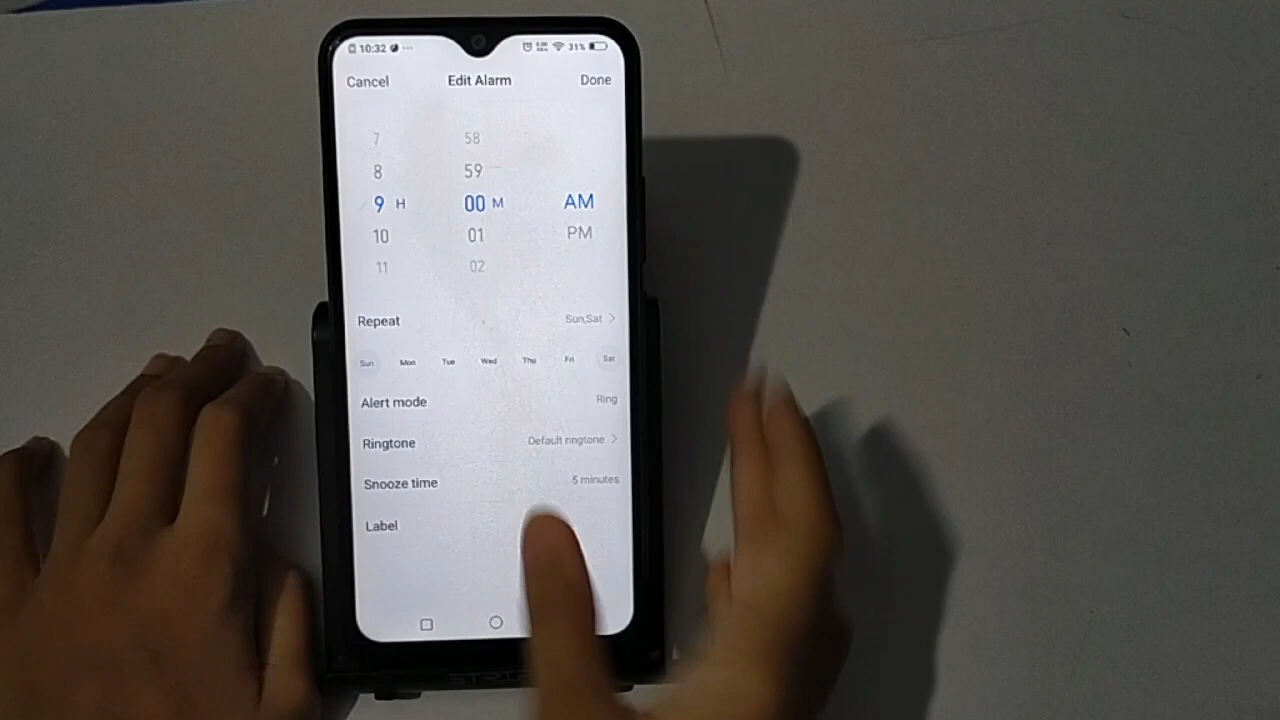 10:32 ... 31%
Cancel Edit Alarm Done
7 58
8 59
9 H 00 M AM
10 01 PM
11 02
Repeat Sun,Sat >
Sun Mon Tue Wed Thu Fri Sat
Alert mode Ring
Ringtone Default ringtone >
Snooze time 5 minutes
Label